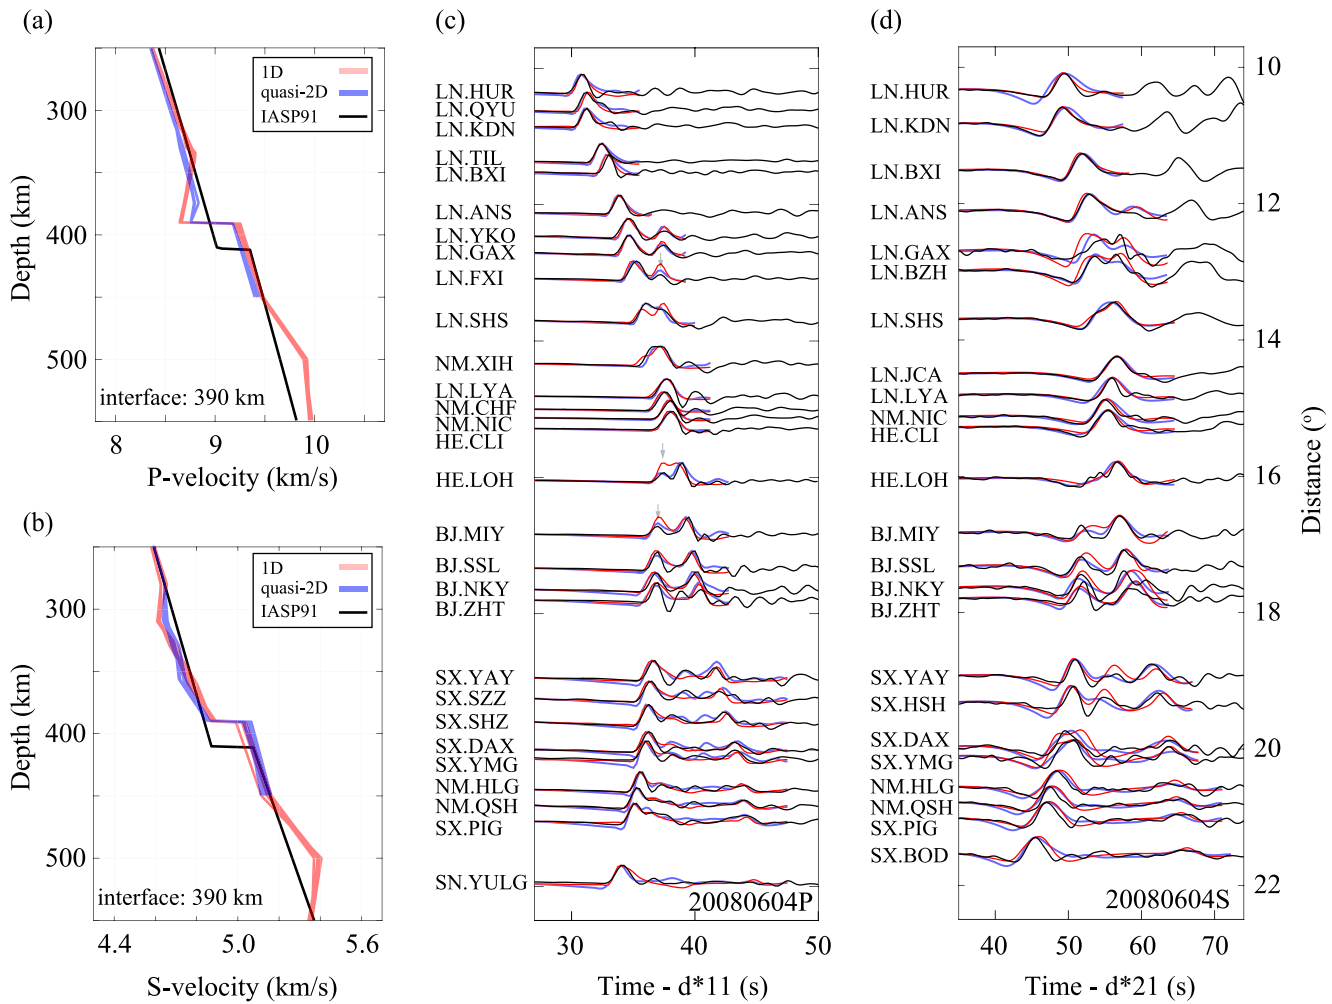 (a)
1D
quasi-2D
IASP91
300
400
500
Depth (km)
interface: 390 km
8
9
10
P-velocity (km/s)
(b)
1D
quasi-2D
IASP91
300
400
500
Depth (km)
interface: 390 km
4.4
5.0
5.6
S-velocity (km/s)
(c)
LN.HUR
LN.QYU
LN.KDN
LN.TIL
LN.BXI
LN.ANS
LN.YKO
LN.GAX
LN.FXI
LN.SHS
NM.XIH
LN.LYA
NM.CHF
NM.NIC
HE.CLI
HE.LOH
BJ.MIY
BJ.SSL
BJ.NKY
BJ.ZHT
SX.YAY
SX.SZZ
SX.SHZ
SX.DAX
SX.YMG
NM.HLG
NM.QSH
SX.PIG
SN.YULG
20080604P
30
40
50
Time - d*11 (s)
(d)
LN.HUR
LN.KDN
LN.BXI
LN.ANS
LN.GAX
LN.BZH
LN.SHS
LN.JCA
LN.LYA
NM.NIC
HE.CLI
HE.LOH
BJ.MIY
BJ.SSL
BJ.NKY
BJ.ZHT
SX.YAY
SX.HSH
SX.DAX
SX.YMG
NM.HLG
NM.QSH
SX.PIG
SX.BOD
20080604S
40
50
60
70
Time - d*21 (s)
10
12
14
16
18
20
22
Distance (°)